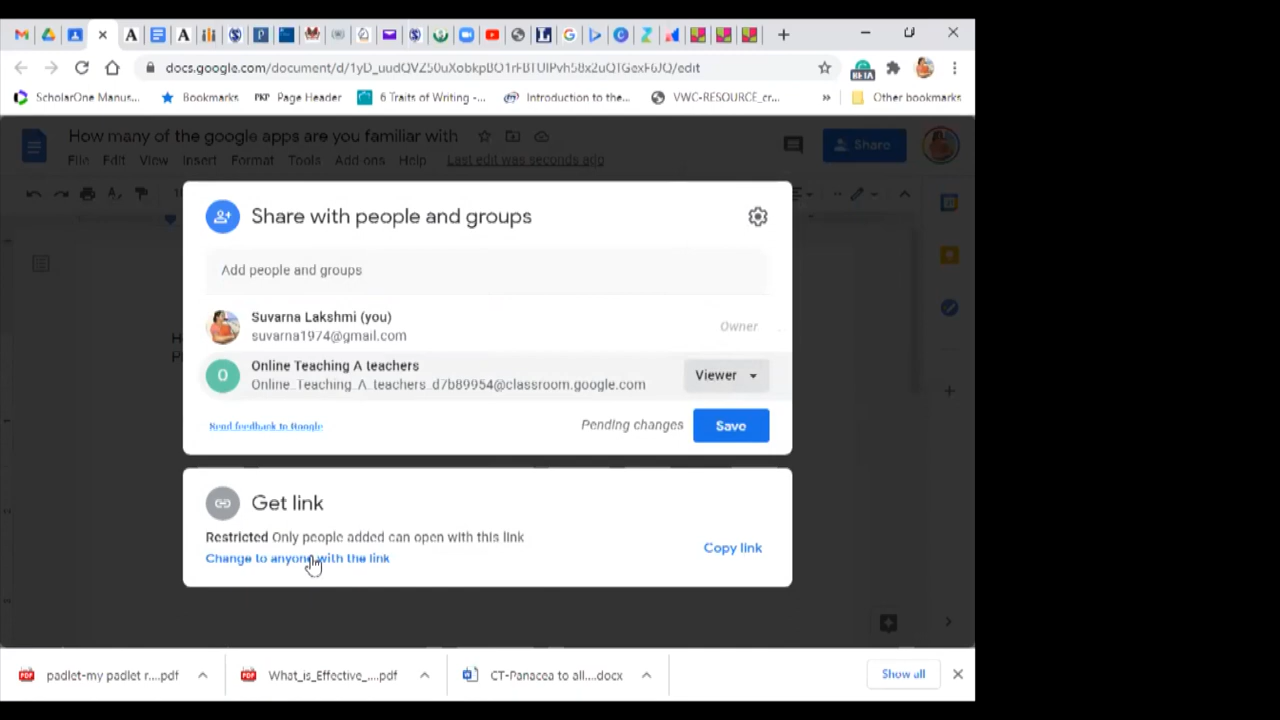 docs.google.com/document/d/1yD_uudQVZ50uXobkpBO1rFBTUIPvh58x2uQTGexF6JQ/edit
BETA
ScholarOne Manus... Bookmarks PKP Page Header 6 Traits of Writing -... Introduction to the... VWC-RESOURCE_cr... » Other bookmarks
How many of the google apps are you familiar with
File Edit View Insert Format Tools Add ons Help Last edit was seconds ago
Share
Share with people and groups
Add people and groups
Suvarna Lakshmi (you)
suvarna1974@gmail.com
Owner
Online Teaching A teachers
Online_Teaching_A_teachers_d7b89954@classroom.google.com
Viewer
Send feedback to Google
Pending changes
Save
Get link
Restricted Only people added can open with this link
Change to anyone with the link
Copy link
padlet-my padlet r....pdf What_is_Effective_....pdf CT-Panacea to all....docx Show all